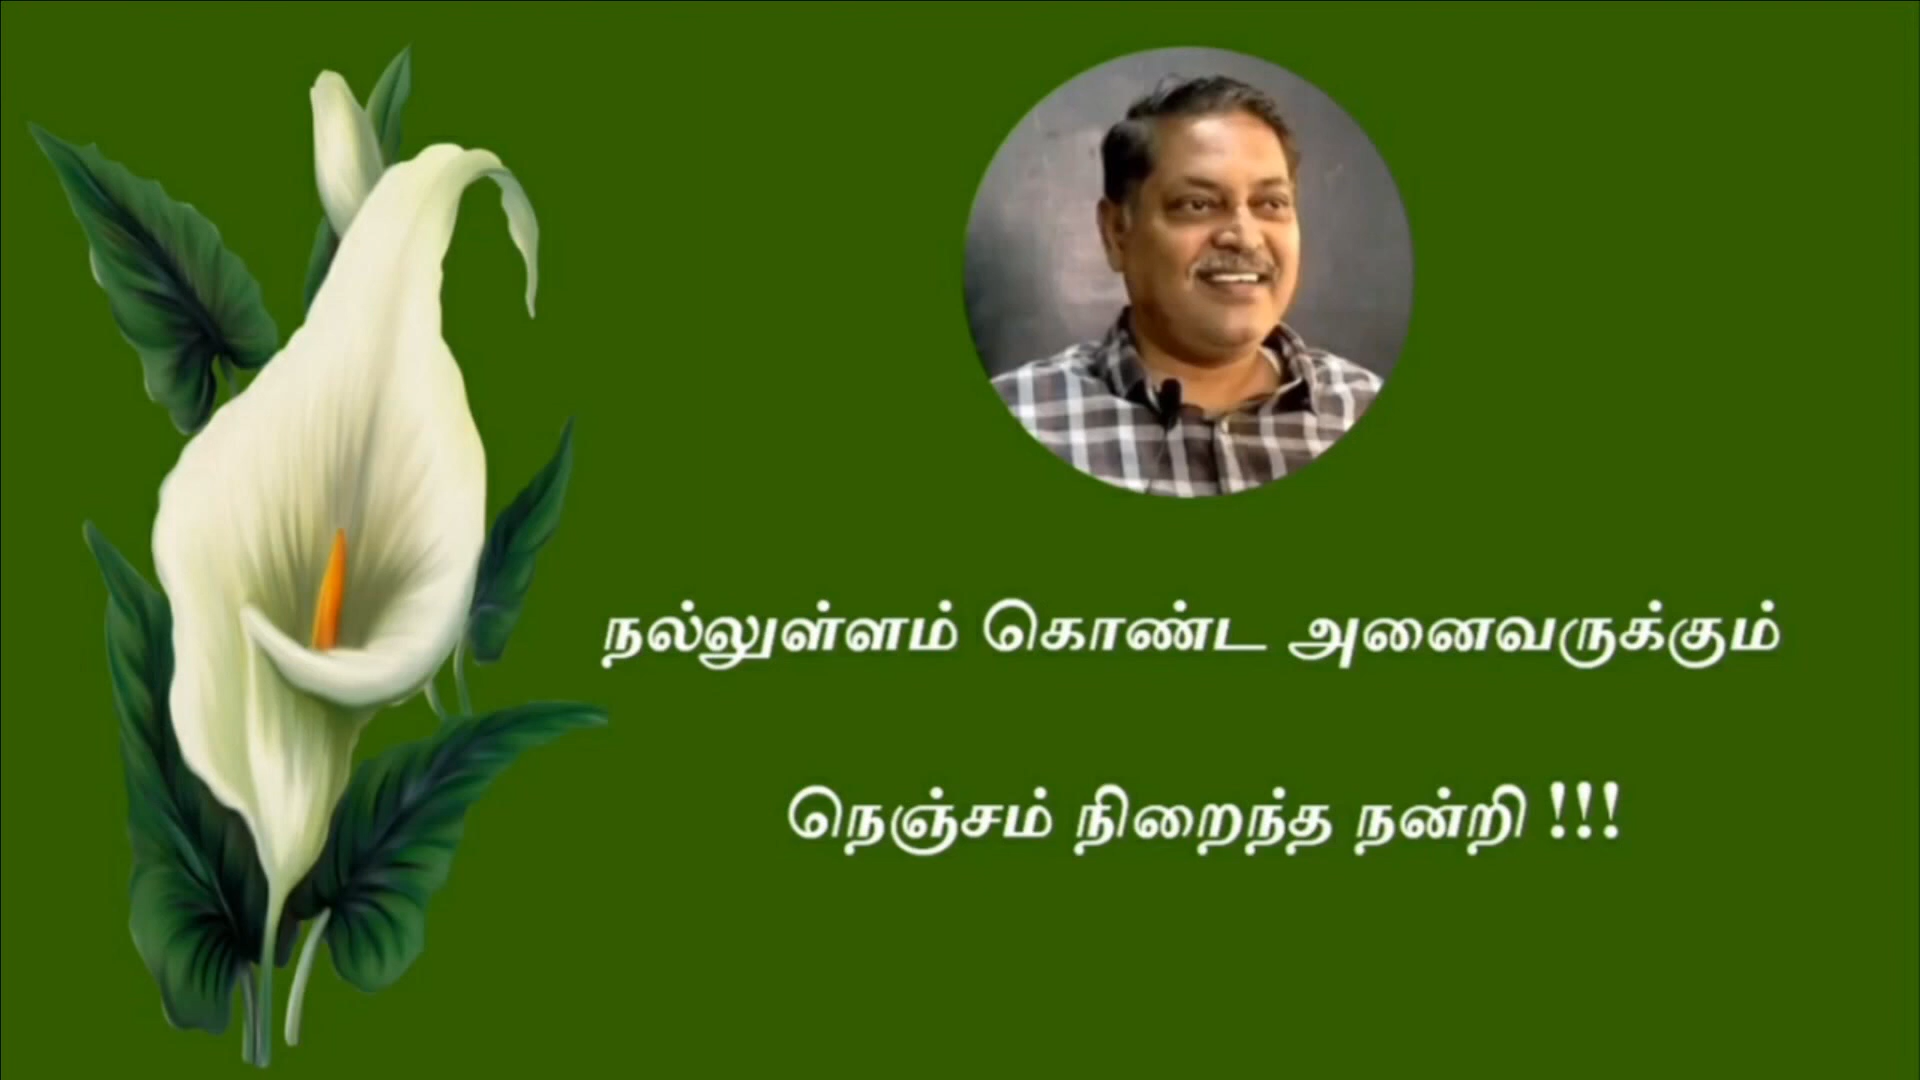 நல்லுள்ளம் கொண்ட அனைவருக்கும்
நெஞ்சம் நிறைந்த நன்றி !!!